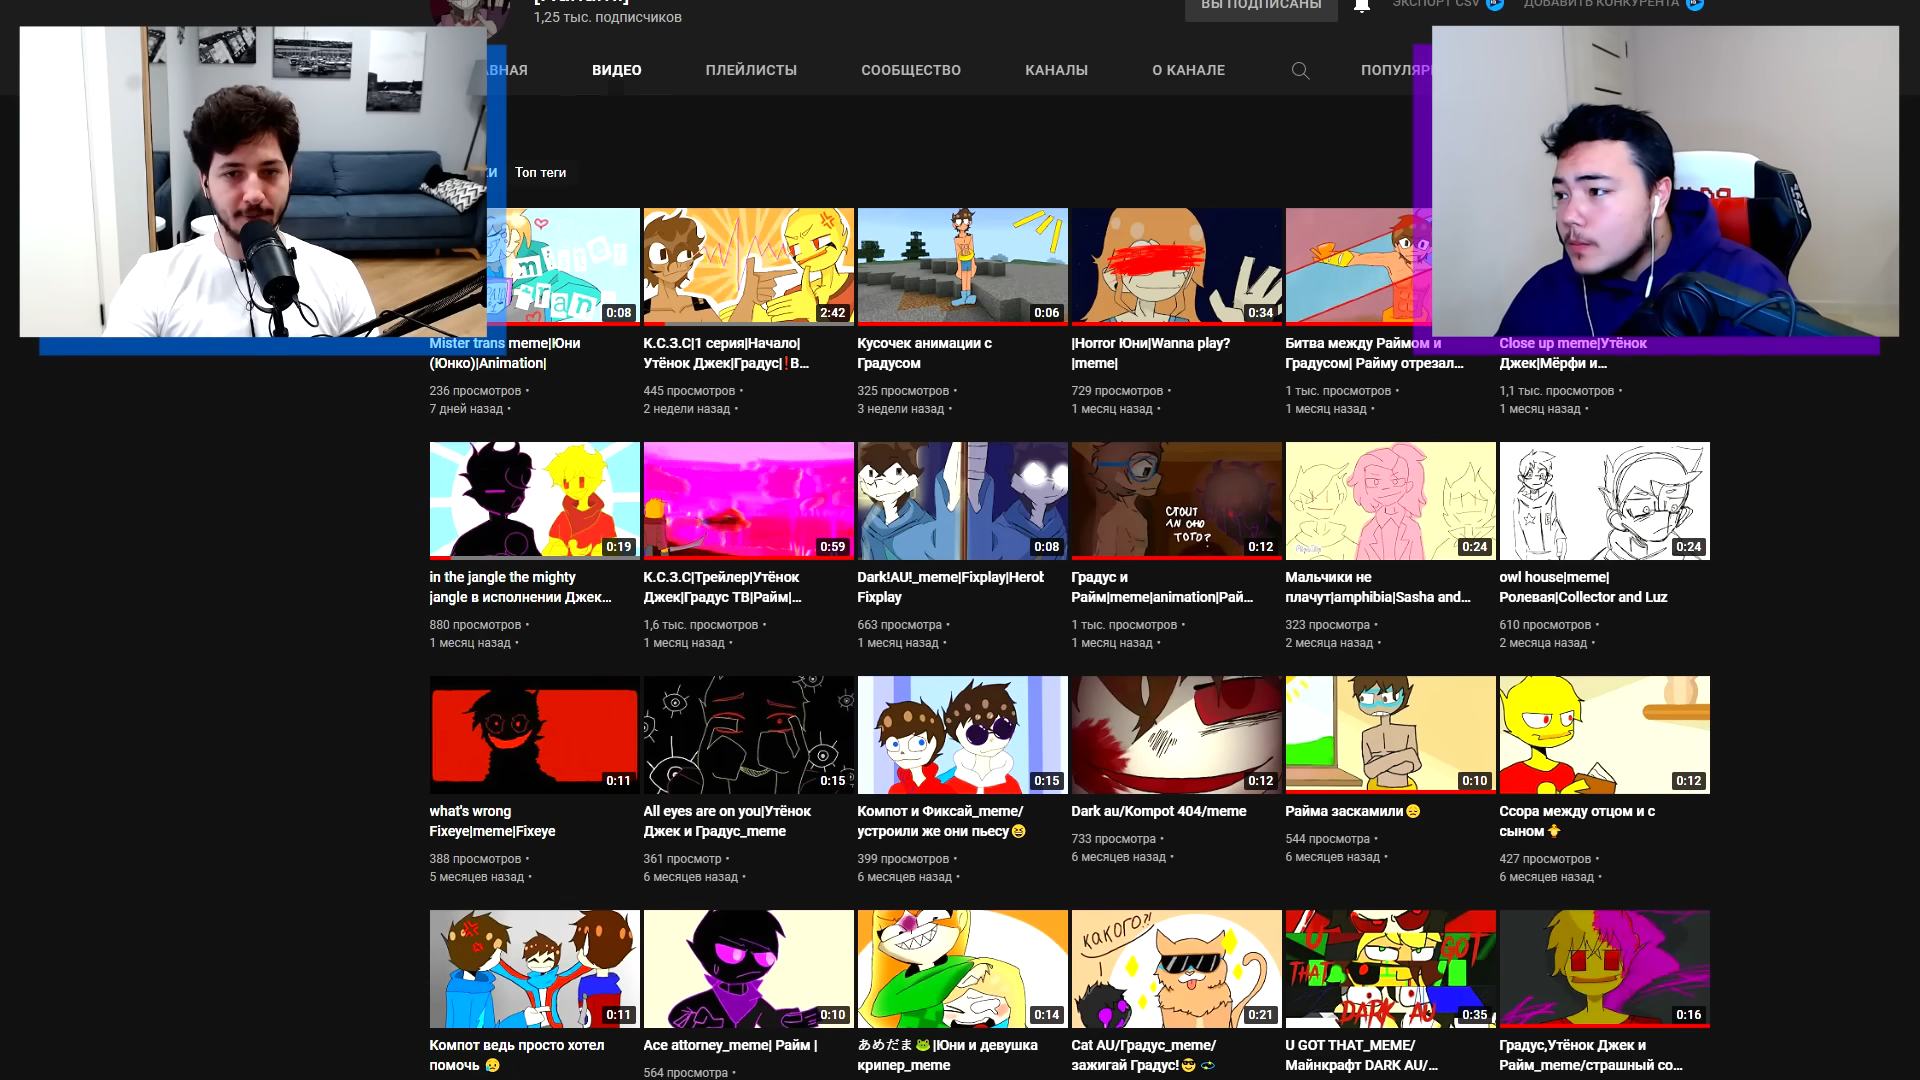 1,25 тыс. подписчиков
ВЫ ПОДПИСАНЫ
ЭКСПОРТ CSV
ДОБАВИТЬ КОНКУРЕНТА
ВИДЕО
ПЛЕЙЛИСТЫ
СООБЩЕСТВО
КАНАЛЫ
О КАНАЛЕ
Топ теги
0:08
2:42
0:06
0:34
Mister trans meme|Юни
(Юнко)|Animation|
236 просмотров •
7 дней назад •
К.С.З.С|1 серия|Начало|
Утёнок Джек|Градус|❗В...
445 просмотров •
2 недели назад •
Кусочек анимации с
Градусом
325 просмотров •
3 недели назад •
|Horror Юни|Wanna play?
|meme|
729 просмотров •
1 месяц назад •
Битва между Раймом и
Градусом| Райму отрезал...
1 тыс. просмотров •
1 месяц назад •
Close up meme|Утёнок
Джек|Мёрфи и...
1,1 тыс. просмотров •
1 месяц назад •
0:19
0:59
0:08
СТОИТ
ЛИ ОНО
ТОГО?
0:12
0:24
0:24
in the jangle the mighty
jangle в исполнении Джек...
880 просмотров •
1 месяц назад •
К.С.З.С|Трейлер|Утёнок
Джек|Градус ТВ|Райм|...
1,6 тыс. просмотров •
1 месяц назад •
Dark!AU!_meme|Fixplay|Herob
Fixplay
663 просмотра •
1 месяц назад •
Градус и
Райм|meme|animation|Рай...
1 тыс. просмотров •
1 месяц назад •
Мальчики не
плачут|amphibia|Sasha and...
323 просмотра •
2 месяца назад •
owl house|meme|
Ролевая|Collector and Luz
610 просмотров •
2 месяца назад •
0:11
0:15
0:15
0:12
0:10
0:12
what's wrong
Fixeye|meme|Fixeye
388 просмотров •
5 месяцев назад •
All eyes are on you|Утёнок
Джек и Градус_meme
361 просмотр •
6 месяцев назад •
Компот и Фиксай_meme/
устроили же они пьесу😆
399 просмотров •
6 месяцев назад •
Dark au/Kompot 404/meme
733 просмотра •
6 месяцев назад •
Райма заскамили😞
544 просмотра •
6 месяцев назад •
Ссора между отцом и с
сыном🐥
427 просмотров •
6 месяцев назад •
0:11
0:10
0:14
КАКОГО?!
0:21
U GOT
THAT
DARK AU
0:35
0:16
Компот ведь просто хотел
помочь 😥
Ace attorney_meme| Райм |
564 просмотра •
あめだま🐸|Юни и девушка
крипер_meme
Cat AU/Градус_meme/
зажигай Градус!😎💫
U GOT THAT_MEME/
Майнкрафт DARK AU/...
Градус,Утёнок Джек и
Райм_meme/страшный со...